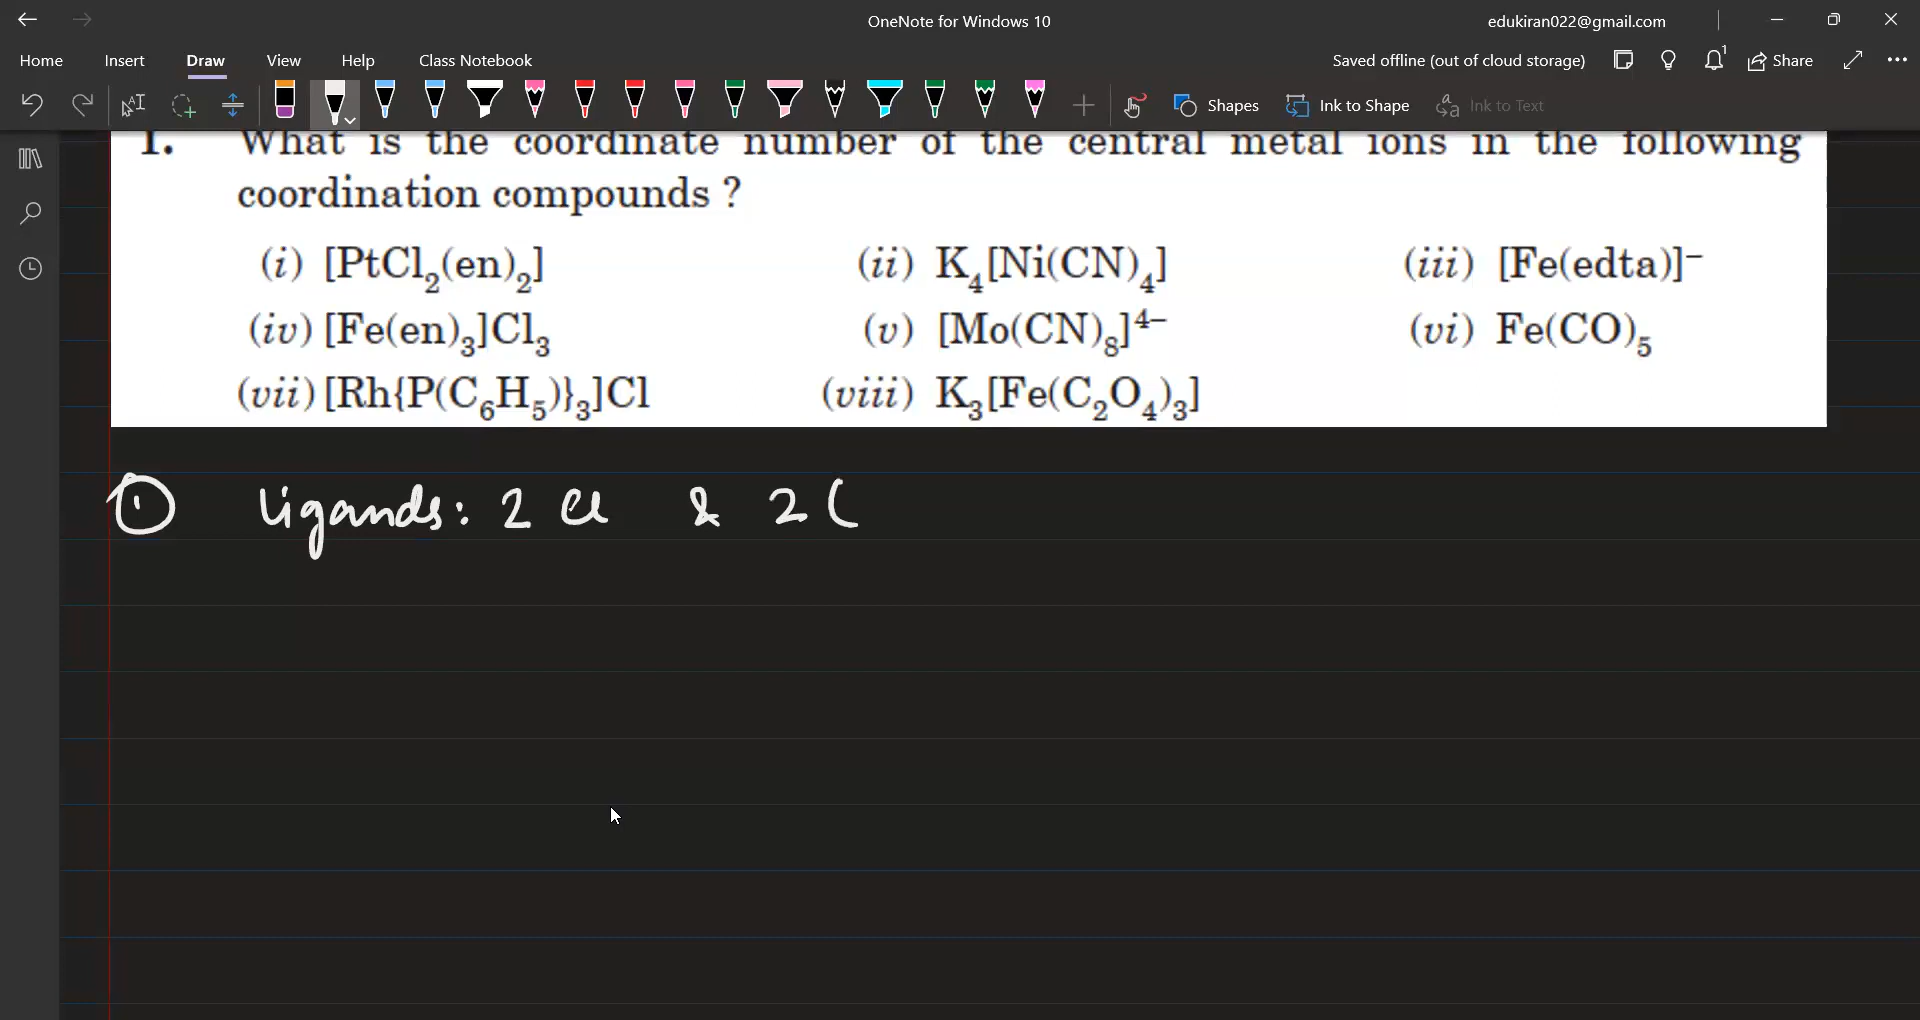 OneNote for Windows 10
edukiran022@gmail.com
Home Insert Draw View Help Class Notebook
Saved offline (out of cloud storage) 1 Share
Shapes Ink to Shape Ink to Text
1. What is the coordinate number of the central metal ions in the following
coordination compounds ?
(i) [PtCl₂(en)₂] (ii) K₄[Ni(CN)₄] (iii) [Fe(edta)]⁻
(iv) [Fe(en)₃]Cl₃ (v) [Mo(CN)₈]⁴⁻ (vi) Fe(CO)₅
(vii) [Rh{P(C₆H₅)}₃]Cl (viii) K₃[Fe(C₂O₄)₃]
① Ligands: 2 Cl & 2 (